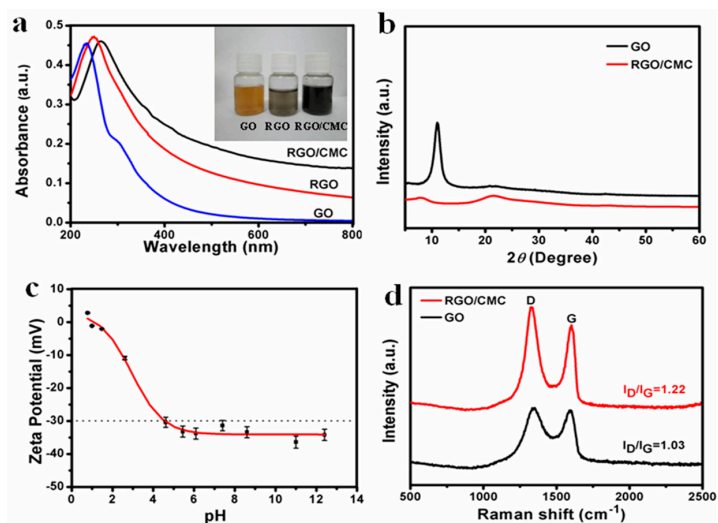 a
0.5
0.4
0.3
0.2
0.1
0.0
Absorbance (a.u.)
GO RGO RGO/CMC
RGO/CMC
RGO
GO
200 300 400 500 600 700 800
Wavelength (nm)
b
Intensity (a.u.)
GO
RGO/CMC
10 20 30 40 50 60
2θ (Degree)
c
10
0
-10
-20
-30
-40
-50
Zeta Potential (mV)
0 2 4 6 8 10 12 14
pH
d
Intensity (a.u.)
RGO/CMC
GO
D
G
ID/IG=1.22
ID/IG=1.03
500 1000 1500 2000 2500
Raman shift (cm-1)